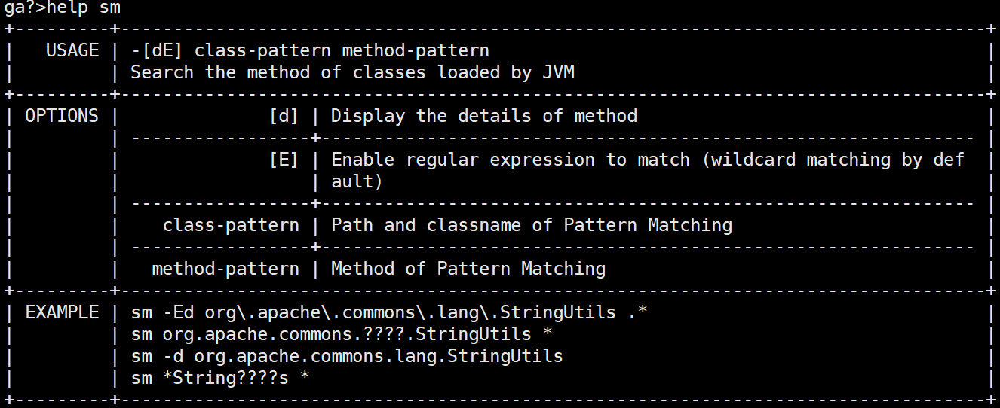 ga?>help sm
+---------+----------------------------------------------------------------------------------+
|   USAGE | -[dE] class-pattern method-pattern                                               |
|         | Search the method of classes loaded by JVM                                       |
+---------+----------------------------------------------------------------------------------+
| OPTIONS |              [d] | Display the details of method                                 |
|         | -----------------+-------------------------------------------------------------- |
|         |              [E] | Enable regular expression to match (wildcard matching by def  |
|         |                  | ault)                                                         |
|         | -----------------+-------------------------------------------------------------- |
|         |    class-pattern | Path and classname of Pattern Matching                        |
|         | -----------------+-------------------------------------------------------------- |
|         |   method-pattern | Method of Pattern Matching                                    |
+---------+----------------------------------------------------------------------------------+
| EXAMPLE | sm -Ed org\.apache\.commons\.lang\.StringUtils .*                                |
|         | sm org.apache.commons.????.StringUtils *                                         |
|         | sm -d org.apache.commons.lang.StringUtils                                        |
|         | sm *String????s *                                                                |
+---------+----------------------------------------------------------------------------------+